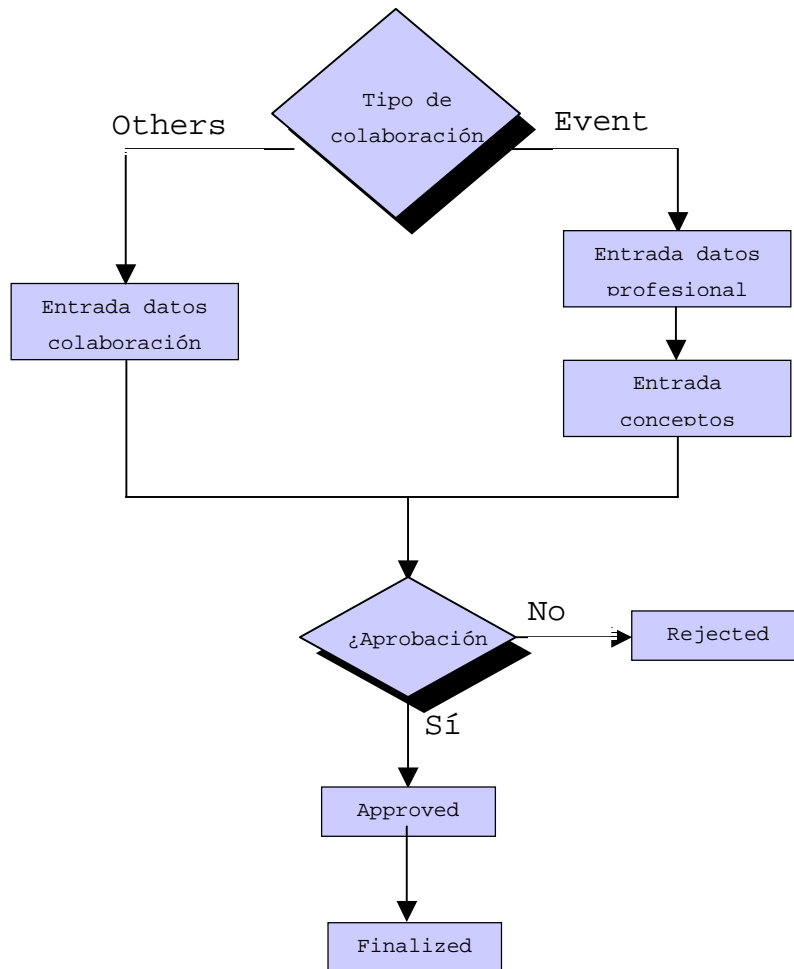 Tipo de
colaboración
Others
Event
Entrada datos
profesional
Entrada datos
colaboración
Entrada
conceptos
No
¿Aprobación
Rejected
Sí
Approved
Finalized